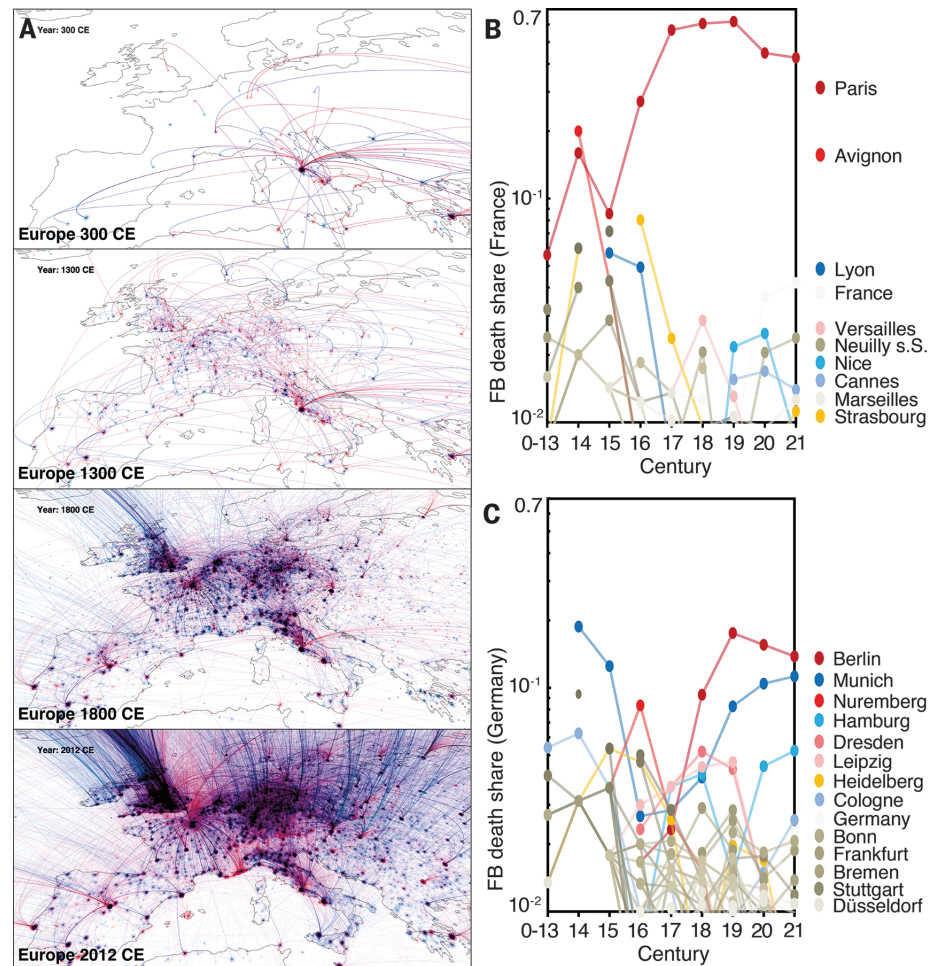 A
Year: 300 CE
Europe 300 CE
Year: 1300 CE
Europe 1300 CE
Year: 1800 CE
Europe 1800 CE
Year: 2012 CE
Europe 2012 CE
B
0.7
10-1
10-2
FB death share (France)
0-13 14 15 16 17 18 19 20 21
Century
Paris
Avignon
Lyon
France
Versailles
Neuilly s.S.
Nice
Cannes
Marseilles
Strasbourg
C
0.7
10-1
10-2
FB death share (Germany)
0-13 14 15 16 17 18 19 20 21
Century
Berlin
Munich
Nuremberg
Hamburg
Dresden
Leipzig
Heidelberg
Cologne
Germany
Bonn
Frankfurt
Bremen
Stuttgart
Düsseldorf